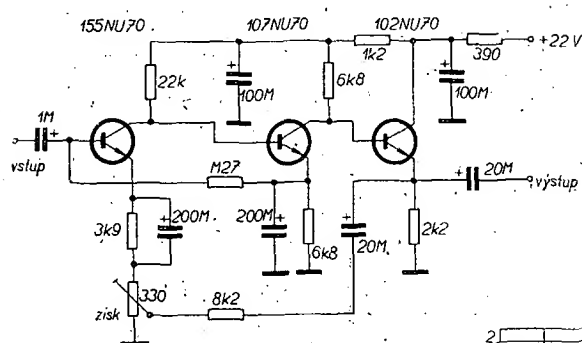 155NU70 107NU70 102NU70
1k2
390
+22 V
22k
+
100M
6k8
+
100M
1M
+
vstup
M27
+
20M
výstup
3k9
+
200M
200M
+
6k8
+
20M
2k2
330
zisk
8k2
2